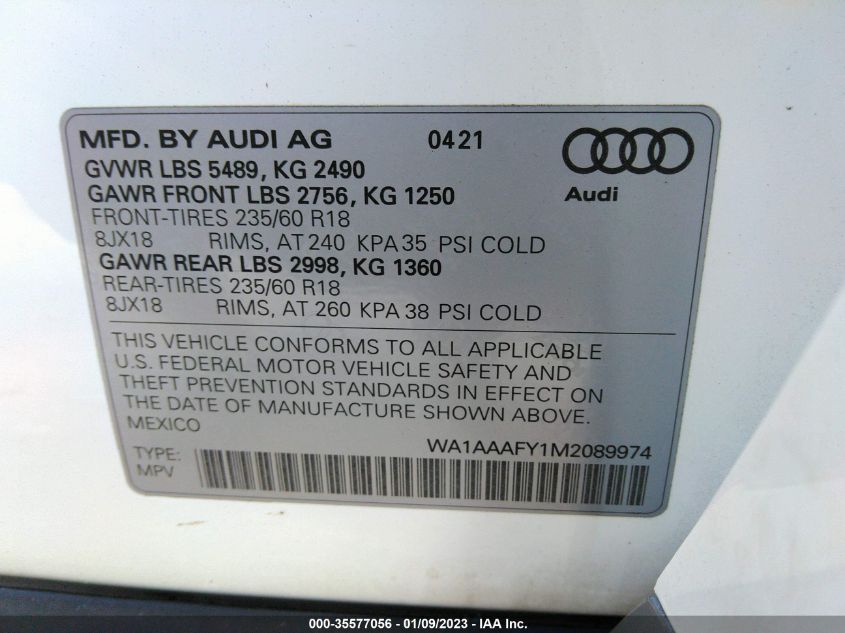 MFD. BY AUDI AG 0421
GVWR LBS 5489, KG 2490
GAWR FRONT LBS 2756, KG 1250
Audi
FRONT-TIRES 235/60 R18
8JX18 RIMS, AT 240 KPA 35 PSI COLD
GAWR REAR LBS 2998, KG 1360
REAR-TIRES 235/60 R18
8JX18 RIMS, AT 260 KPA 38 PSI COLD
THIS VEHICLE CONFORMS TO ALL APPLICABLE
U.S. FEDERAL MOTOR VEHICLE SAFETY AND
THEFT PREVENTION STANDARDS IN EFFECT ON
THE DATE OF MANUFACTURE SHOWN ABOVE.
MEXICO
WA1AAAFY1M2089974
TYPE:
MPV
000-35577056 - 01/09/2023 - IAA Inc.